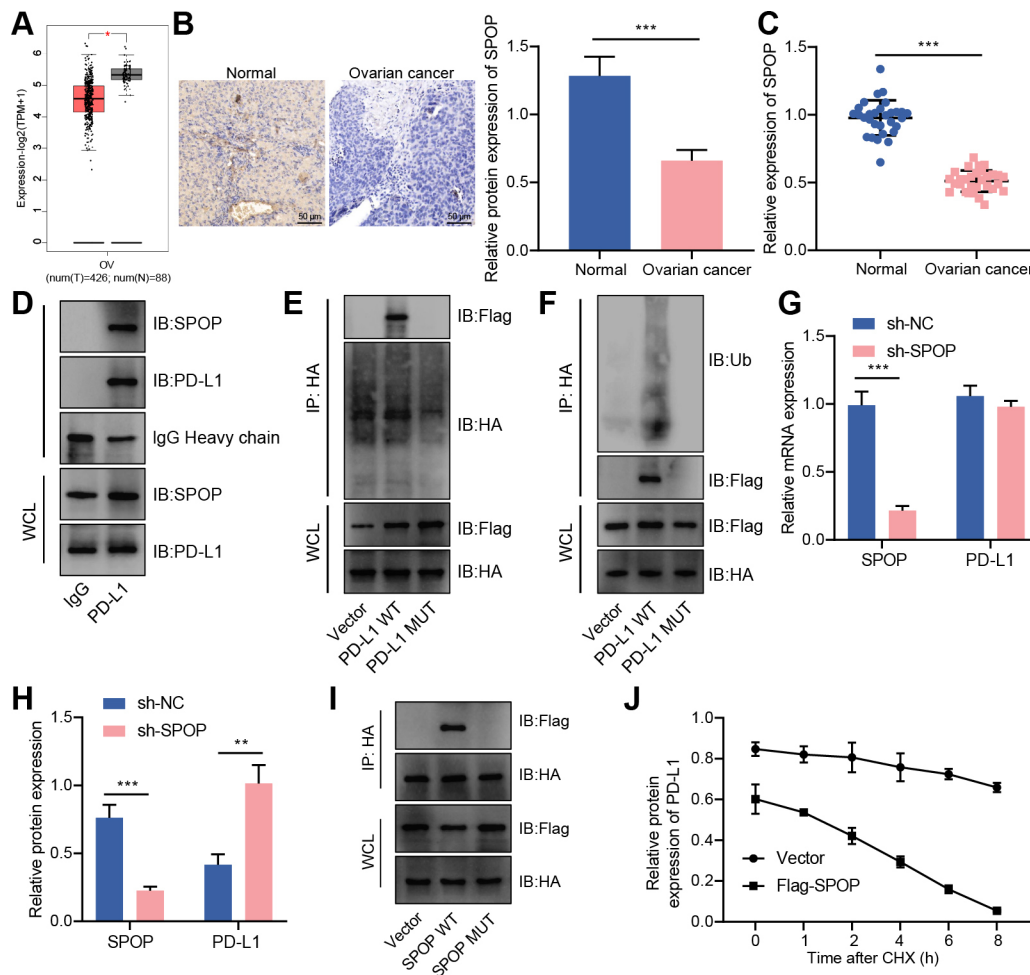 A
Expression-log2(TPM+1)
6
5
4
3
2
1
0
*
OV
(num(T)=426; num(N)=88)
B
Normal
Ovarian cancer
50 μm
50 μm
Relative protein expression of SPOP
1.5
1.0
0.5
0.0
***
Normal
Ovarian cancer
C
Relative expression of SPOP
1.5
1.0
0.5
0.0
***
Normal
Ovarian cancer
D
IB:SPOP
IB:PD-L1
IgG Heavy chain
WCL
IB:SPOP
IB:PD-L1
IgG
PD-L1
E
IP: HA
IB:Flag
IB:HA
WCL
IB:Flag
IB:HA
Vector
PD-L1 WT
PD-L1 MUT
F
IP: HA
IB:Ub
IB:Flag
WCL
IB:Flag
IB:HA
Vector
PD-L1 WT
PD-L1 MUT
G
sh-NC
sh-SPOP
Relative mRNA expression
1.5
1.0
0.5
0.0
***
SPOP
PD-L1
H
sh-NC
sh-SPOP
Relative protein expression
1.5
1.0
0.5
0.0
***
**
SPOP
PD-L1
I
IP: HA
IB:Flag
IB:HA
WCL
IB:Flag
IB:HA
Vector
SPOP WT
SPOP MUT
J
Relative protein
expression of PD-L1
1.0
0.8
0.6
0.4
0.2
0.0
Vector
Flag-SPOP
0
1
2
4
6
8
Time after CHX (h)